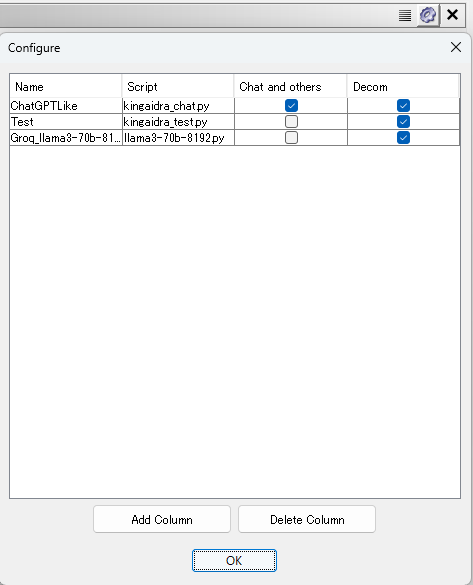 Configure
Name Script Chat and others Decom
ChatGPTLike kingaidra_chat.py
Test kingaidra_test.py
Groq_llama3-70b-81... llama3-70b-8192.py
Add Column Delete Column
OK